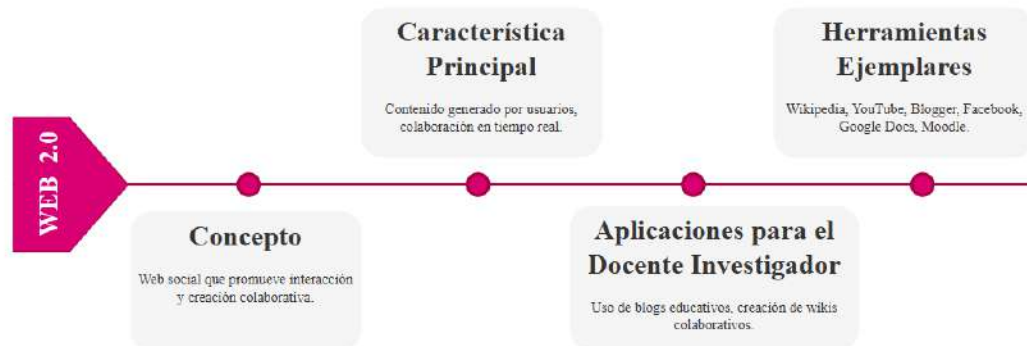 WEB 2.0
Concepto
Web social que promueve interacción
y creación colaborativa.
Característica
Principal
Contenido generado por usuarios,
colaboración en tiempo real.
Aplicaciones para el
Docente Investigador
Uso de blogs educativos, creación de wikis
colaborativos.
Herramientas
Ejemplares
Wikipedia, YouTube, Blogger, Facebook,
Google Docs, Moodle.